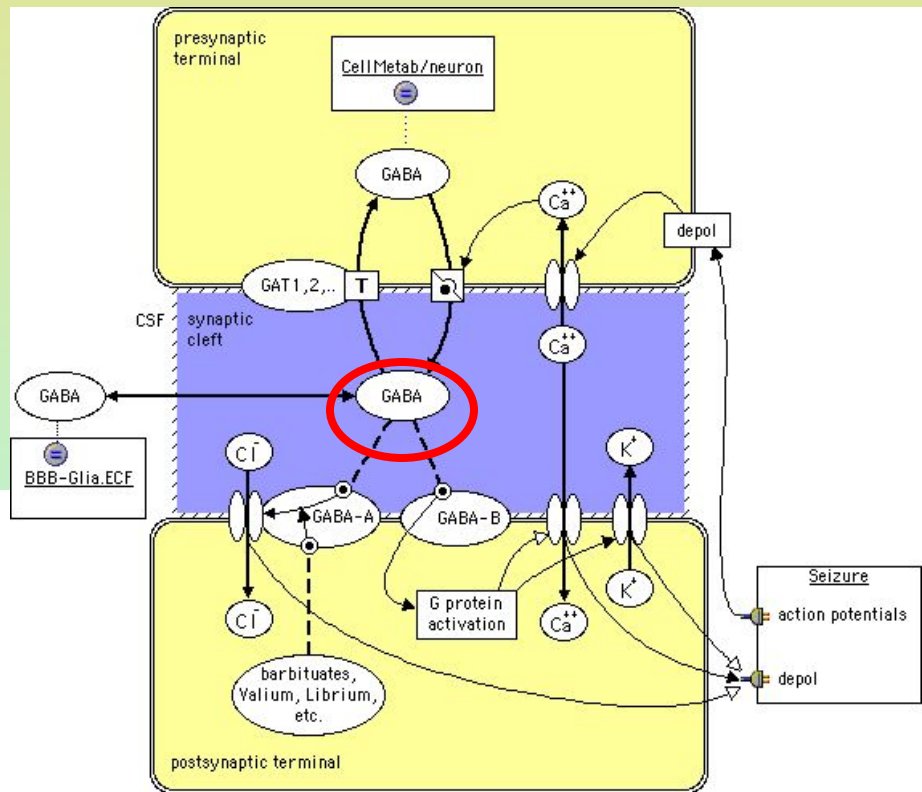 presynaptic
terminal
CellMetab/neuron
GABA
Ca++
depol
GAT1,2,..
T
CSF
synaptic
cleft
Ca++
GABA
GABA
BBB-Glia.ECF
Cl-
K+
GABA-A
GABA-B
G protein
activation
Cl-
Ca++
K+
Seizure
action potentials
depol
barbituates,
Valium, Librium,
etc.
postsynaptic terminal